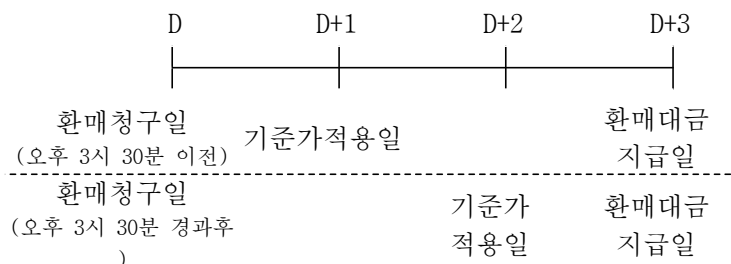 D D+1 D+2 D+3
환매청구일
(오후 3시 30분 이전)
기준가적용일
환매대금
지급일
환매청구일
(오후 3시 30분 경과후
)
기준가
적용일
환매대금
지급일